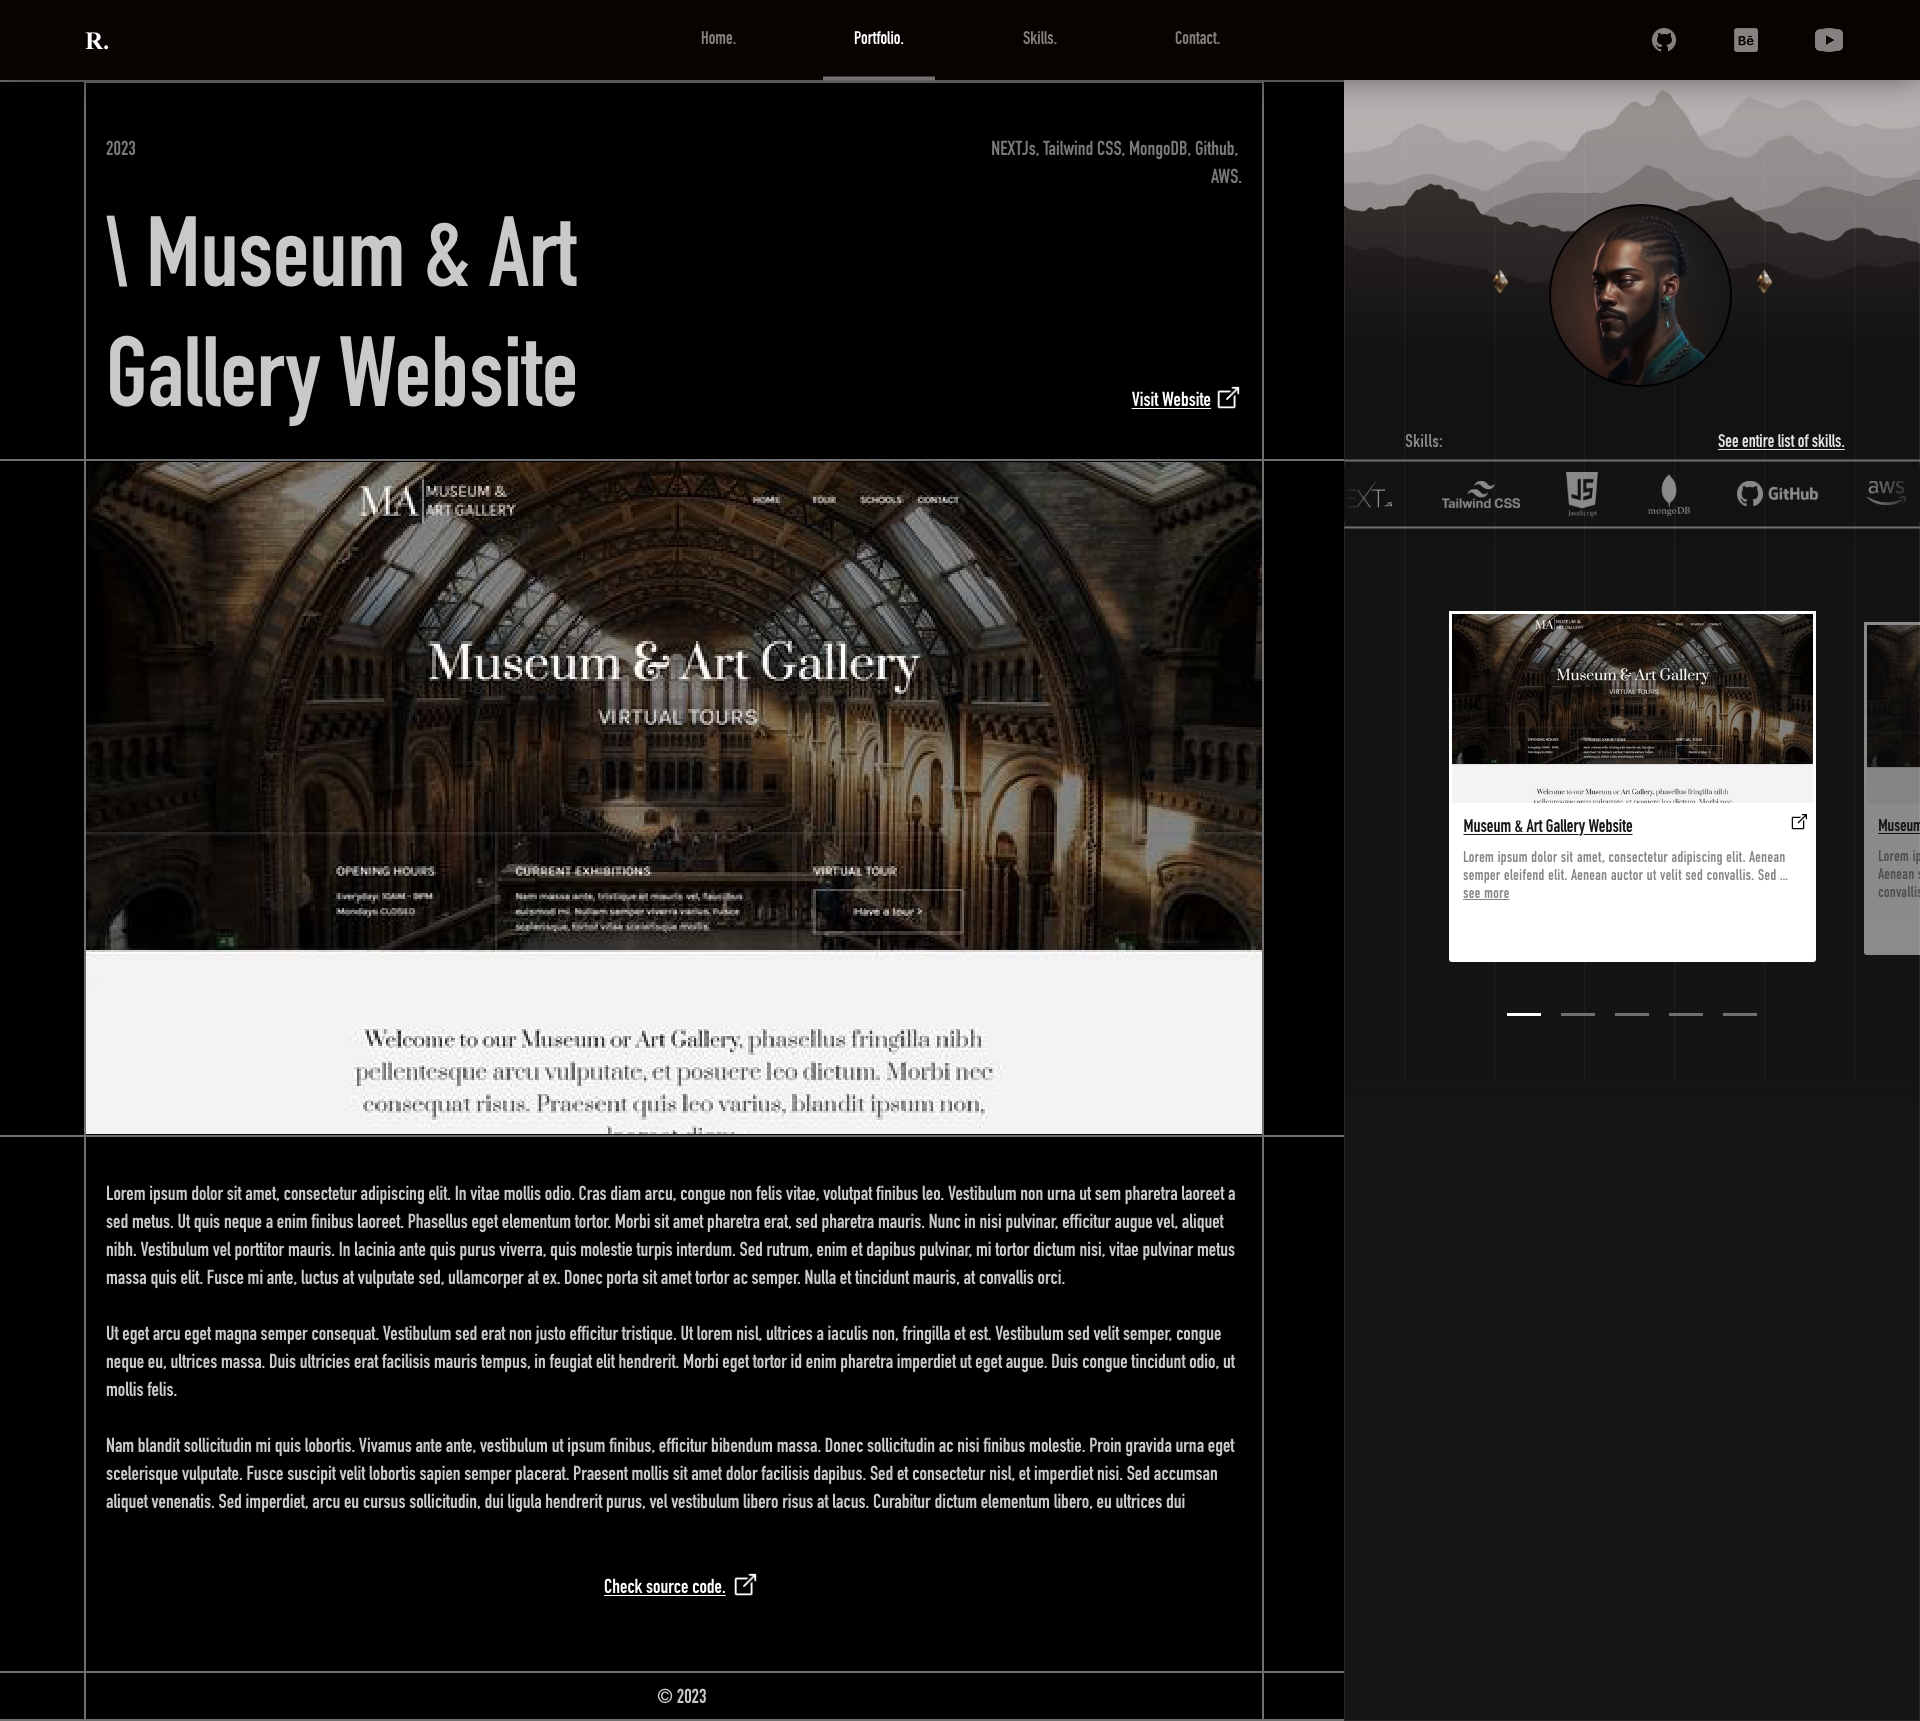 R.
Home.
Portfolio.
Skills.
Contact.
Bē
2023
NEXTJs, Tailwind CSS, MongoDB, Github,
AWS.
\ Museum & Art
Gallery Website
Visit Website
MA MUSEUM &
ART GALLERY
HOME TOUR SCHOOLS CONTACT
Museum & Art Gallery
VIRTUAL TOURS
OPENING HOURS
Everyday: 10AM - 5PM
Mondays CLOSED
CURRENT EXHIBITIONS
Nam massa ante, tristique et mauris vel, faucibus
euismod mi. Nullam semper viverra varius. Fusce
scelerisque, tortor vitae scelerisque mollis.
VIRTUAL TOUR
Have a tour >
Welcome to our Museum or Art Gallery, phasellus fringilla nibh
pellentesque arcu vulputate, et posuere leo dictum. Morbi nec
consequat risus. Praesent quis leo varius, blandit ipsum non,
Lorem ipsum dolor sit amet, consectetur adipiscing elit. In vitae mollis odio. Cras diam arcu, congue non felis vitae, volutpat finibus leo. Vestibulum non urna ut sem pharetra laoreet a
sed metus. Ut quis neque a enim finibus laoreet. Phasellus eget elementum tortor. Morbi sit amet pharetra erat, sed pharetra mauris. Nunc in nisi pulvinar, efficitur augue vel, aliquet
nibh. Vestibulum vel porttitor mauris. In lacinia ante quis purus viverra, quis molestie turpis interdum. Sed rutrum, enim et dapibus pulvinar, mi tortor dictum nisi, vitae pulvinar metus
massa quis elit. Fusce mi ante, luctus at vulputate sed, ullamcorper at ex. Donec porta sit amet tortor ac semper. Nulla et tincidunt mauris, at convallis orci.
Ut eget arcu eget magna semper consequat. Vestibulum sed erat non justo efficitur tristique. Ut lorem nisl, ultrices a iaculis non, fringilla et est. Vestibulum sed velit semper, congue
neque eu, ultrices massa. Duis ultricies erat facilisis mauris tempus, in feugiat elit hendrerit. Morbi eget tortor id enim pharetra imperdiet ut eget augue. Duis congue tincidunt odio, ut
mollis felis.
Nam blandit sollicitudin mi quis lobortis. Vivamus ante ante, vestibulum ut ipsum finibus, efficitur bibendum massa. Donec sollicitudin ac nisi finibus molestie. Proin gravida urna eget
scelerisque vulputate. Fusce suscipit velit lobortis sapien semper placerat. Praesent mollis sit amet dolor facilisis dapibus. Sed et consectetur nisl, et imperdiet nisi. Sed accumsan
aliquet venenatis. Sed imperdiet, arcu eu cursus sollicitudin, dui ligula hendrerit purus, vel vestibulum libero risus at lacus. Curabitur dictum elementum libero, eu ultrices dui
Check source code.
© 2023
Skills:
See entire list of skills.
EXT.JS
Tailwind CSS
JS
JavaScript
mongoDB
GitHub
aws
MA MUSEUM &
ART GALLERY
HOME TOUR SCHOOLS CONTACT
Museum & Art Gallery
VIRTUAL TOURS
OPENING HOURS
CURRENT EXHIBITIONS
VIRTUAL TOUR
Welcome to our Museum or Art Gallery, phasellus fringilla nibh
pellentesque arcu vulputate, et posuere leo dictum. Morbi nec
Museum & Art Gallery Website
Lorem ipsum dolor sit amet, consectetur adipiscing elit. Aenean
semper eleifend elit. Aenean auctor ut velit sed convallis. Sed ...
see more
Museum
Lorem ip
Aenean s
convallis